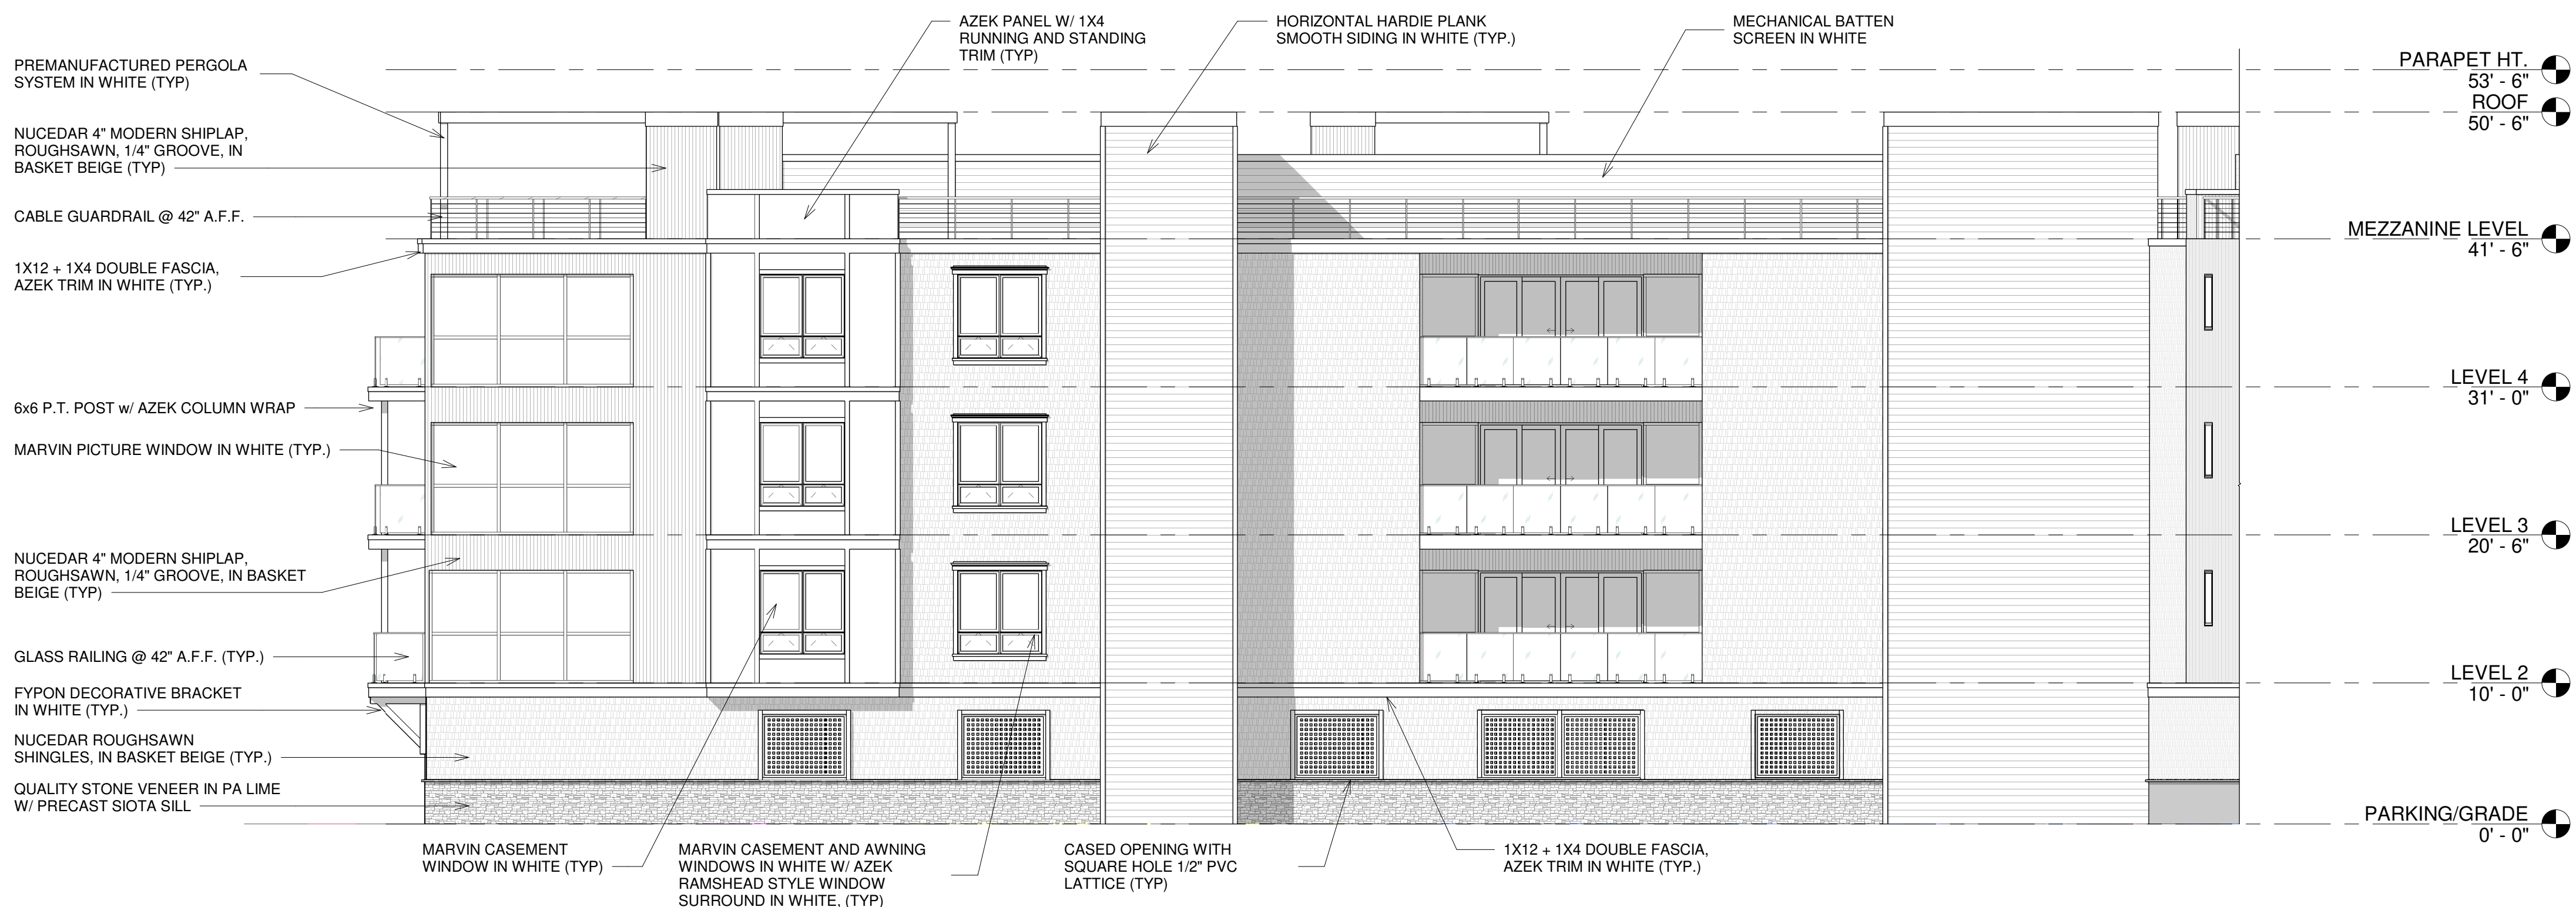 AZEK PANEL W/ 1X4
RUNNING AND STANDING
TRIM (TYP)
HORIZONTAL HARDIE PLANK
SMOOTH SIDING IN WHITE (TYP.)
MECHANICAL BATTEN
SCREEN IN WHITE
PREMANUFACTURED PERGOLA
SYSTEM IN WHITE (TYP)
NUCEDAR 4" MODERN SHIPLAP,
ROUGHSAWN, 1/4" GROOVE, IN
BASKET BEIGE (TYP)
CABLE GUARDRAIL @ 42" A.F.F.
1X12 + 1X4 DOUBLE FASCIA,
AZEK TRIM IN WHITE (TYP.)
6x6 P.T. POST w/ AZEK COLUMN WRAP
MARVIN PICTURE WINDOW IN WHITE (TYP.)
NUCEDAR 4" MODERN SHIPLAP,
ROUGHSAWN, 1/4" GROOVE, IN BASKET
BEIGE (TYP)
GLASS RAILING @ 42" A.F.F. (TYP.)
FYPON DECORATIVE BRACKET
IN WHITE (TYP.)
NUCEDAR ROUGHSAWN
SHINGLES, IN BASKET BEIGE (TYP.)
QUALITY STONE VENEER IN PA LIME
W/ PRECAST SIOTA SILL
PARAPET HT.
53' - 6"
ROOF
50' - 6"
MEZZANINE LEVEL
41' - 6"
LEVEL 4
31' - 0"
LEVEL 3
20' - 6"
LEVEL 2
10' - 0"
PARKING/GRADE
0' - 0"
MARVIN CASEMENT
WINDOW IN WHITE (TYP)
MARVIN CASEMENT AND AWNING
WINDOWS IN WHITE W/ AZEK
RAMSHEAD STYLE WINDOW
SURROUND IN WHITE, (TYP)
CASED OPENING WITH
SQUARE HOLE 1/2" PVC
LATTICE (TYP)
1X12 + 1X4 DOUBLE FASCIA,
AZEK TRIM IN WHITE (TYP.)